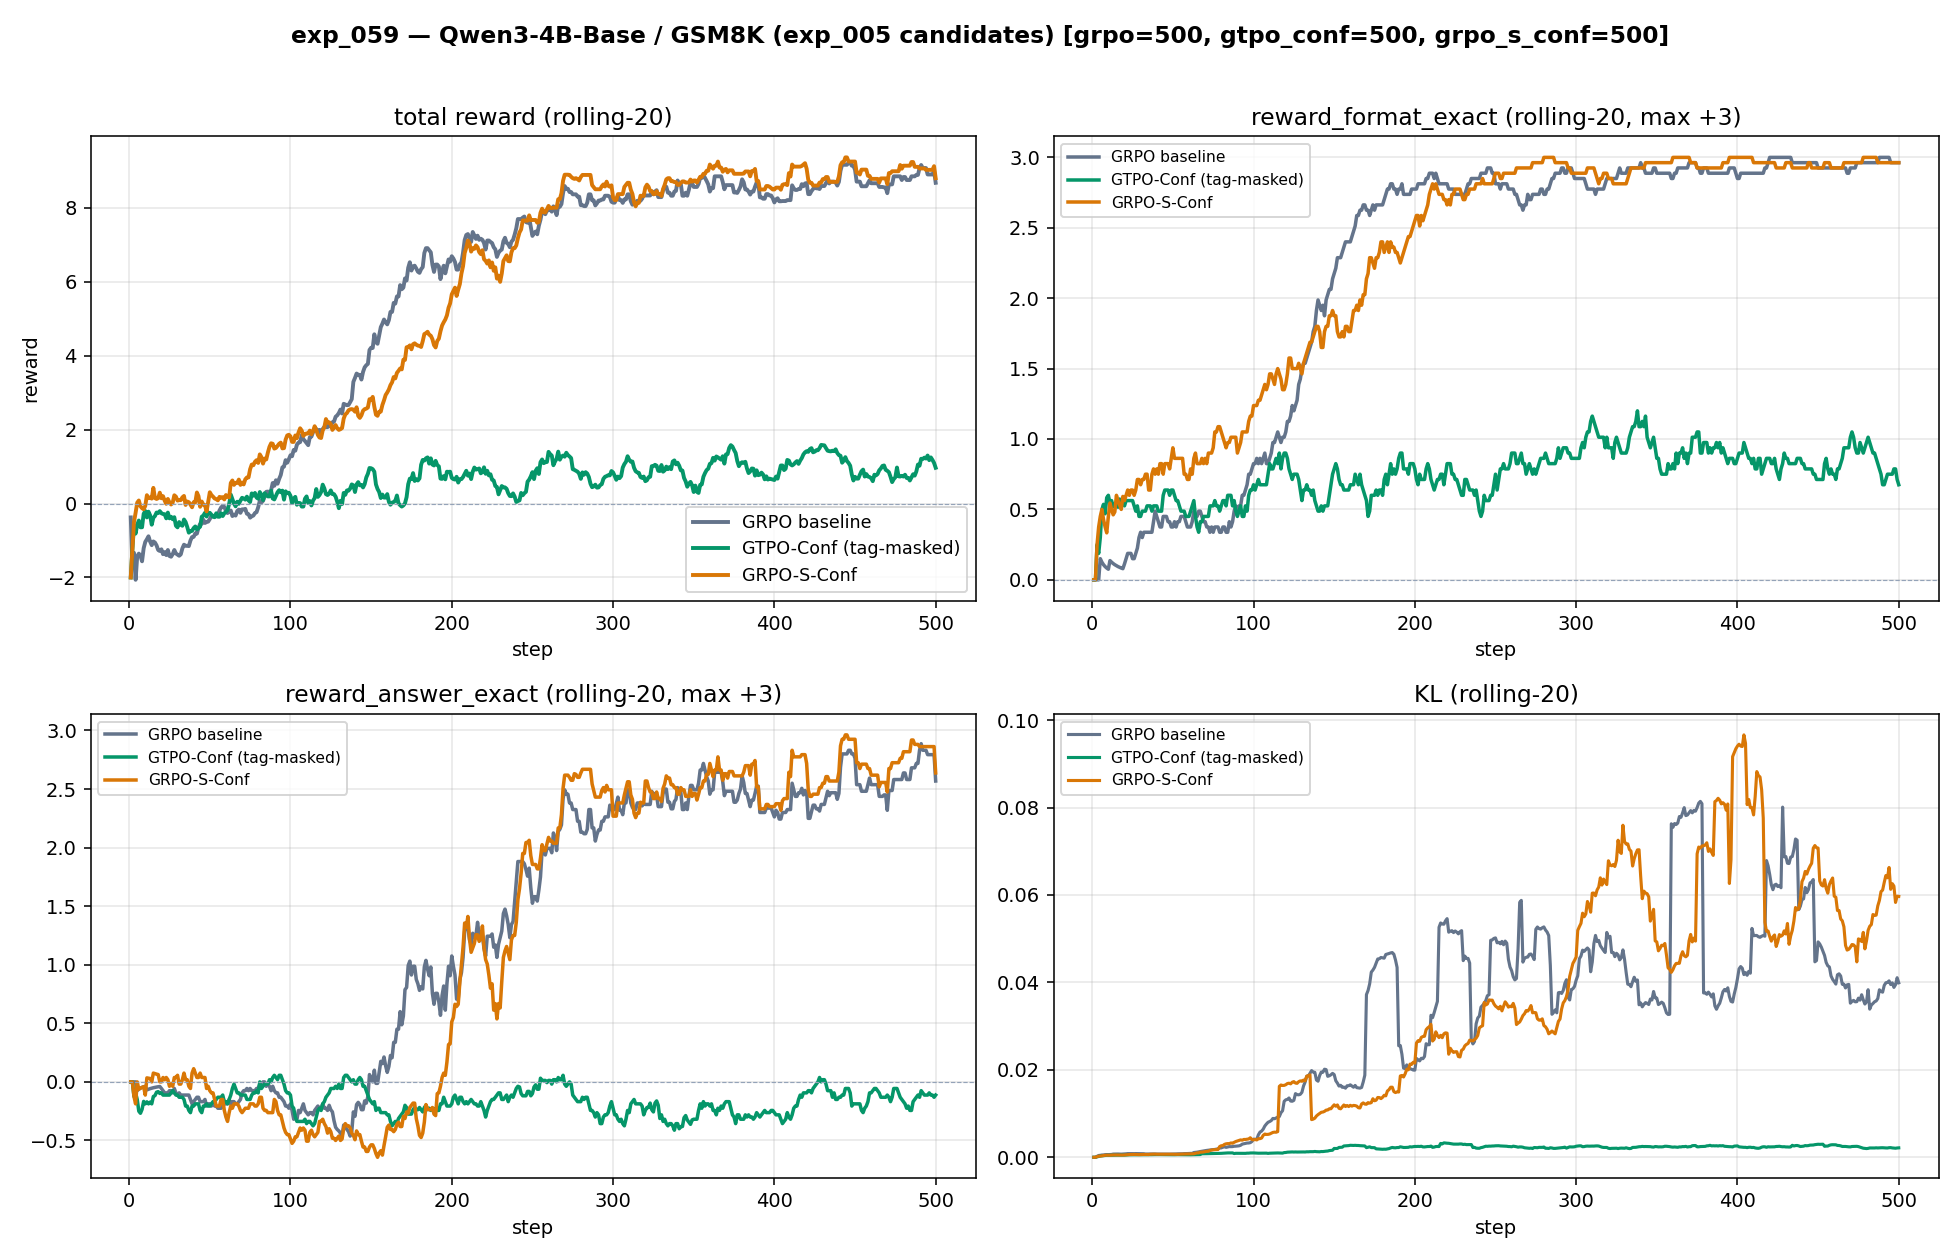 exp_059 — Qwen3-4B-Base / GSM8K (exp_005 candidates) [grpo=500, gtpo_conf=500, grpo_s_conf=500]
total reward (rolling-20)
reward
8
6
4
2
0
−2
0 100 200 300 400 500
step
GRPO baseline
GTPO-Conf (tag-masked)
GRPO-S-Conf
reward_format_exact (rolling-20, max +3)
3.0
2.5
2.0
1.5
1.0
0.5
0.0
0 100 200 300 400 500
step
GRPO baseline
GTPO-Conf (tag-masked)
GRPO-S-Conf
reward_answer_exact (rolling-20, max +3)
3.0
2.5
2.0
1.5
1.0
0.5
0.0
−0.5
0 100 200 300 400 500
step
GRPO baseline
GTPO-Conf (tag-masked)
GRPO-S-Conf
KL (rolling-20)
0.10
0.08
0.06
0.04
0.02
0.00
0 100 200 300 400 500
step
GRPO baseline
GTPO-Conf (tag-masked)
GRPO-S-Conf